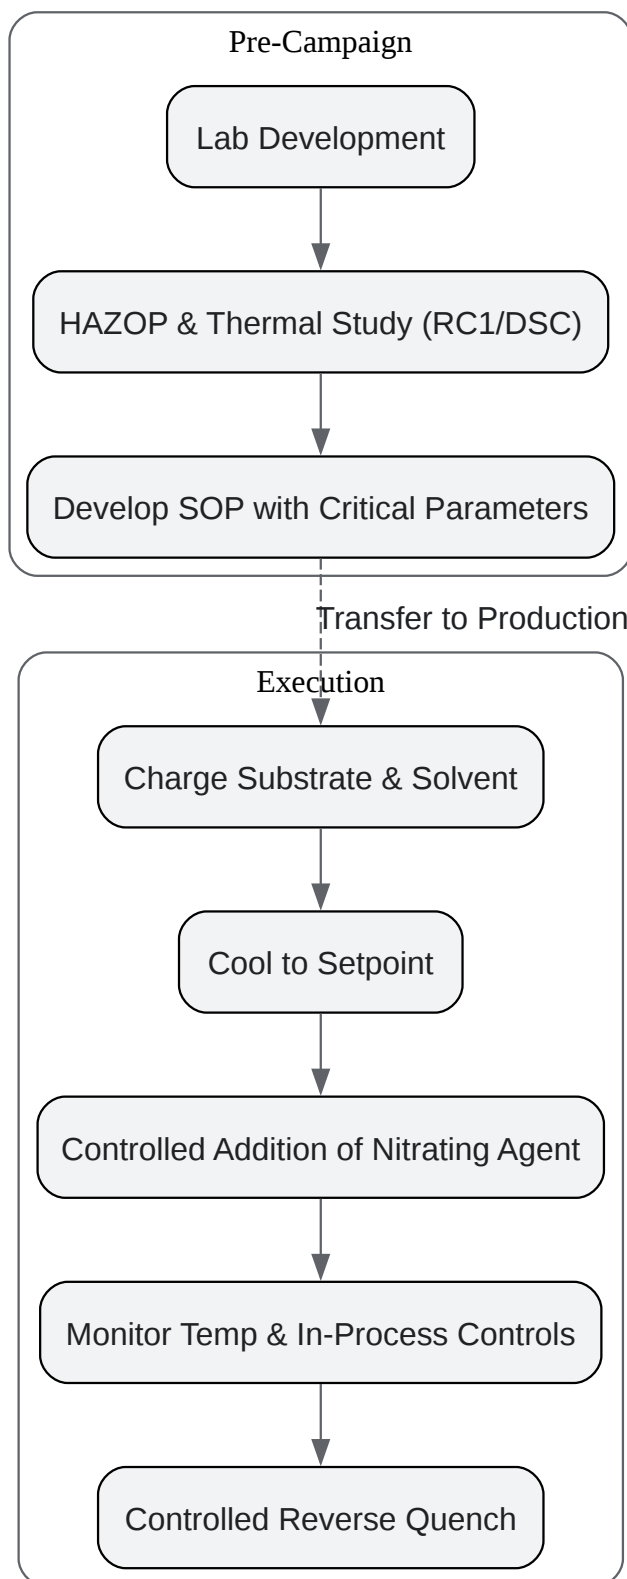 Pre-Campaign
Lab Development
HAZOP & Thermal Study (RC1/DSC)
Develop SOP with Critical Parameters
Transfer to Production
Execution
Charge Substrate & Solvent
Cool to Setpoint
Controlled Addition of Nitrating Agent
Monitor Temp & In-Process Controls
Controlled Reverse Quench